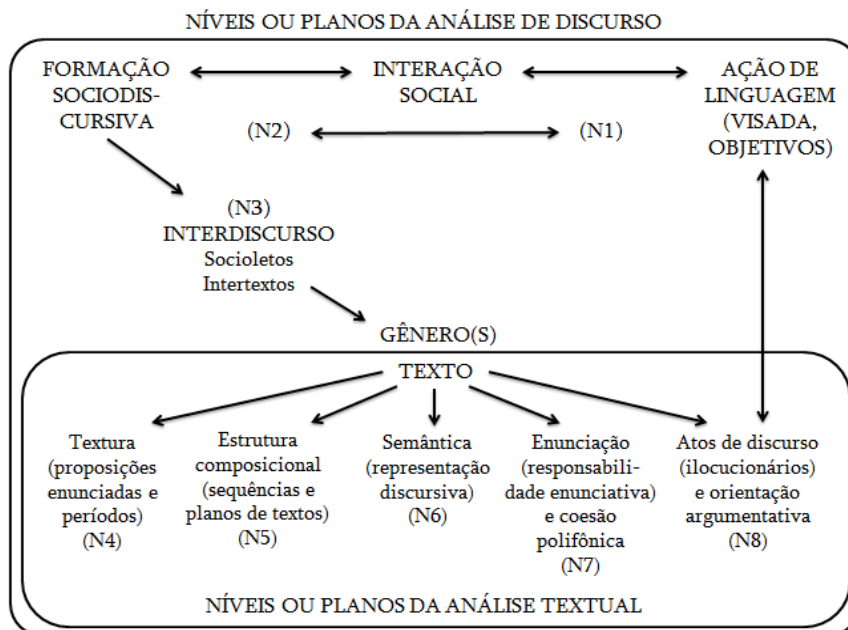 NÍVEIS OU PLANOS DA ANÁLISE DE DISCURSO
FORMAÇÃO
SOCIODIS-
CURSIVA
INTERAÇÃO
SOCIAL
AÇÃO DE
LINGUAGEM
(VISADA,
OBJETIVOS)
(N2)
(N1)
(N3)
INTERDISCURSO
Socioletos
Intertextos
GÊNERO(S)
TEXTO
Textura
(proposições
enunciadas e
períodos)
(N4)
Estrutura
composicional
(sequências e
planos de textos)
(N5)
Semântica
(representação
discursiva)
(N6)
Enunciação
(responsabili-
dade enunciativa)
e coesão
polifônica
(N7)
Atos de discurso
(ilocucionários)
e orientação
argumentativa
(N8)
NÍVEIS OU PLANOS DA ANÁLISE TEXTUAL